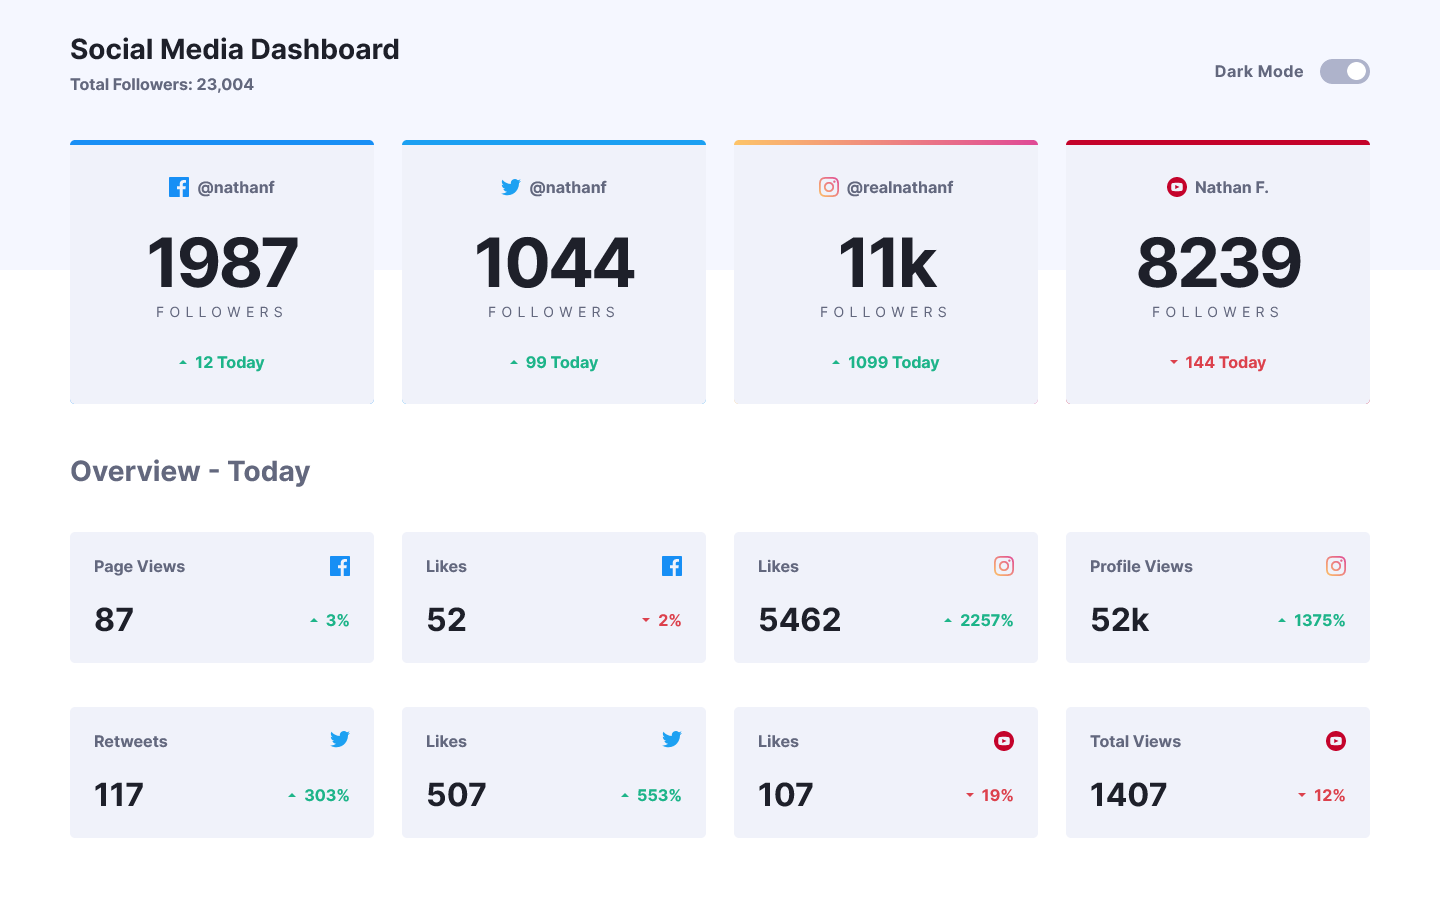 Social Media Dashboard
Total Followers: 23,004
Dark Mode
@nathanf
1987
FOLLOWERS
12 Today
@nathanf
1044
FOLLOWERS
99 Today
@realnathanf
11k
FOLLOWERS
1099 Today
Nathan F.
8239
FOLLOWERS
144 Today
Overview - Today
Page Views
87
3%
Likes
52
2%
Likes
5462
2257%
Profile Views
52k
1375%
Retweets
117
303%
Likes
507
553%
Likes
107
19%
Total Views
1407
12%